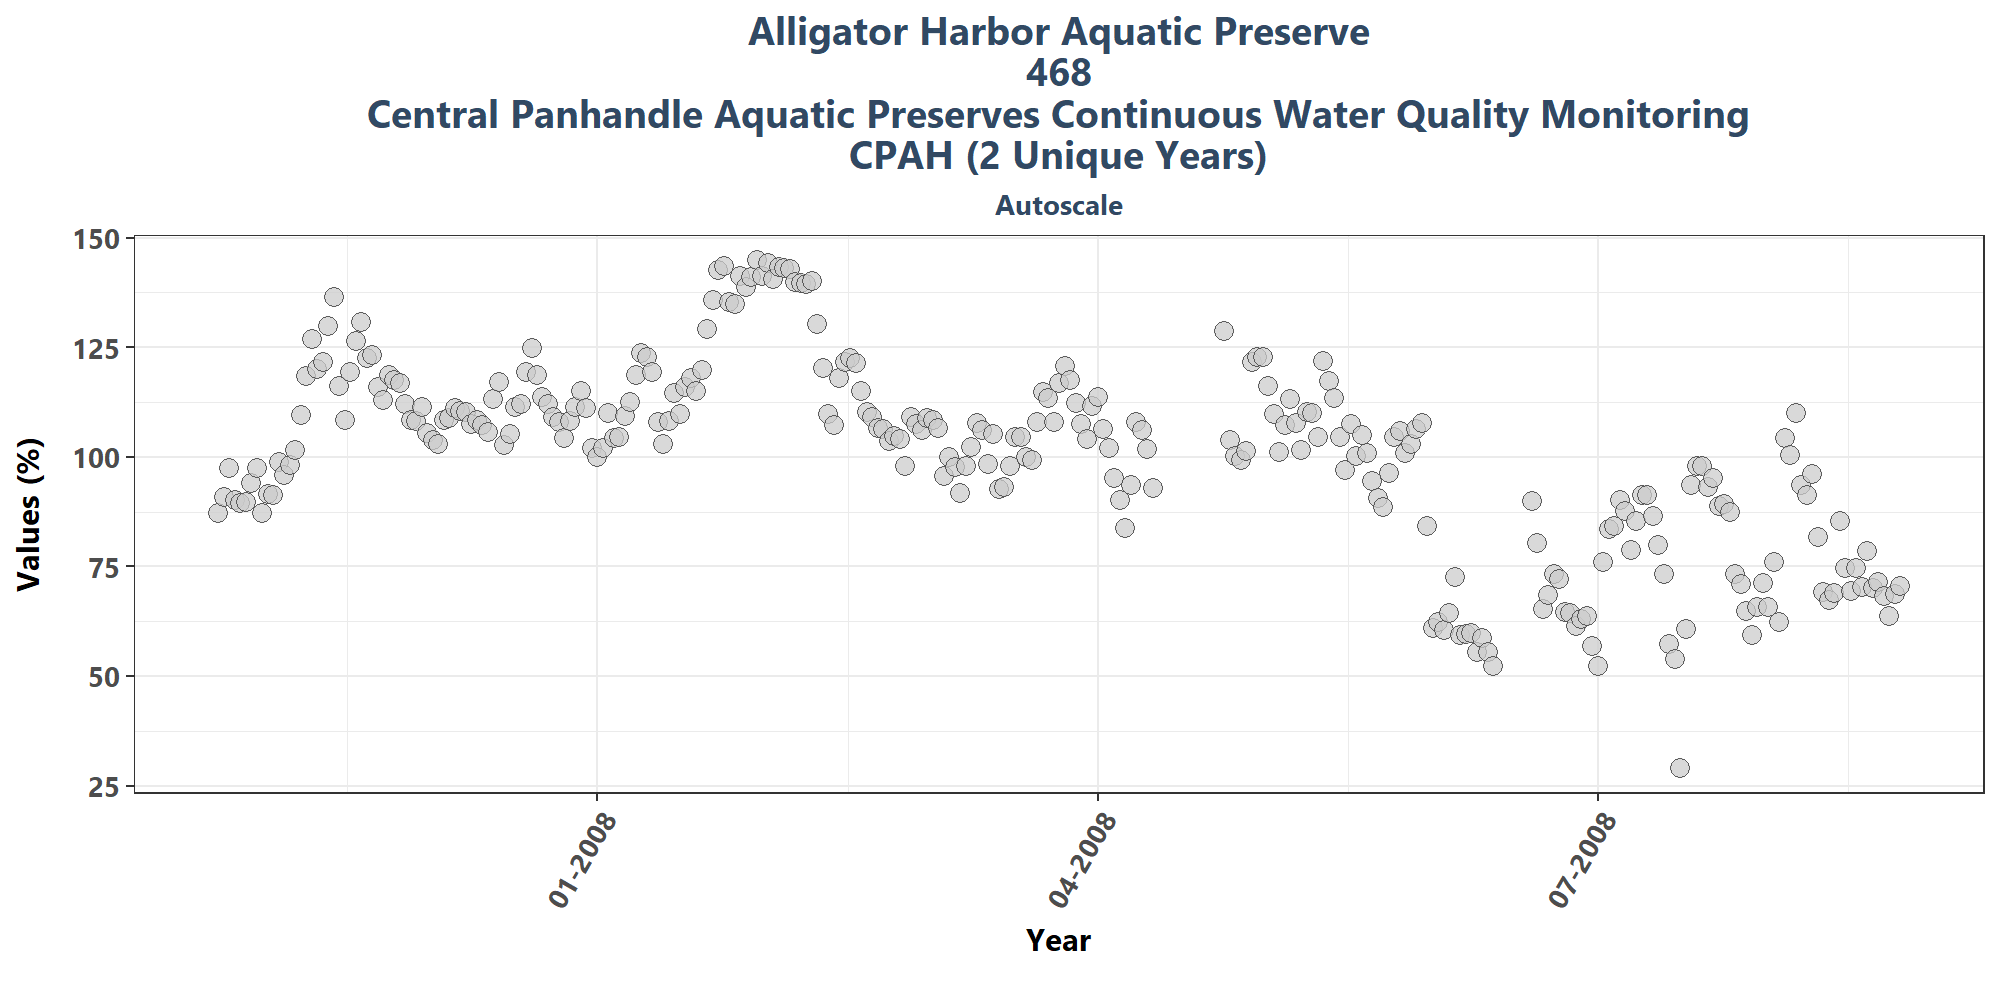 Alligator Harbor Aquatic Preserve
468
Central Panhandle Aquatic Preserves Continuous Water Quality Monitoring
CPAH (2 Unique Years)
Autoscale
150
125
100
75
50
25
Values (%)
01-2008
04-2008
07-2008
Year